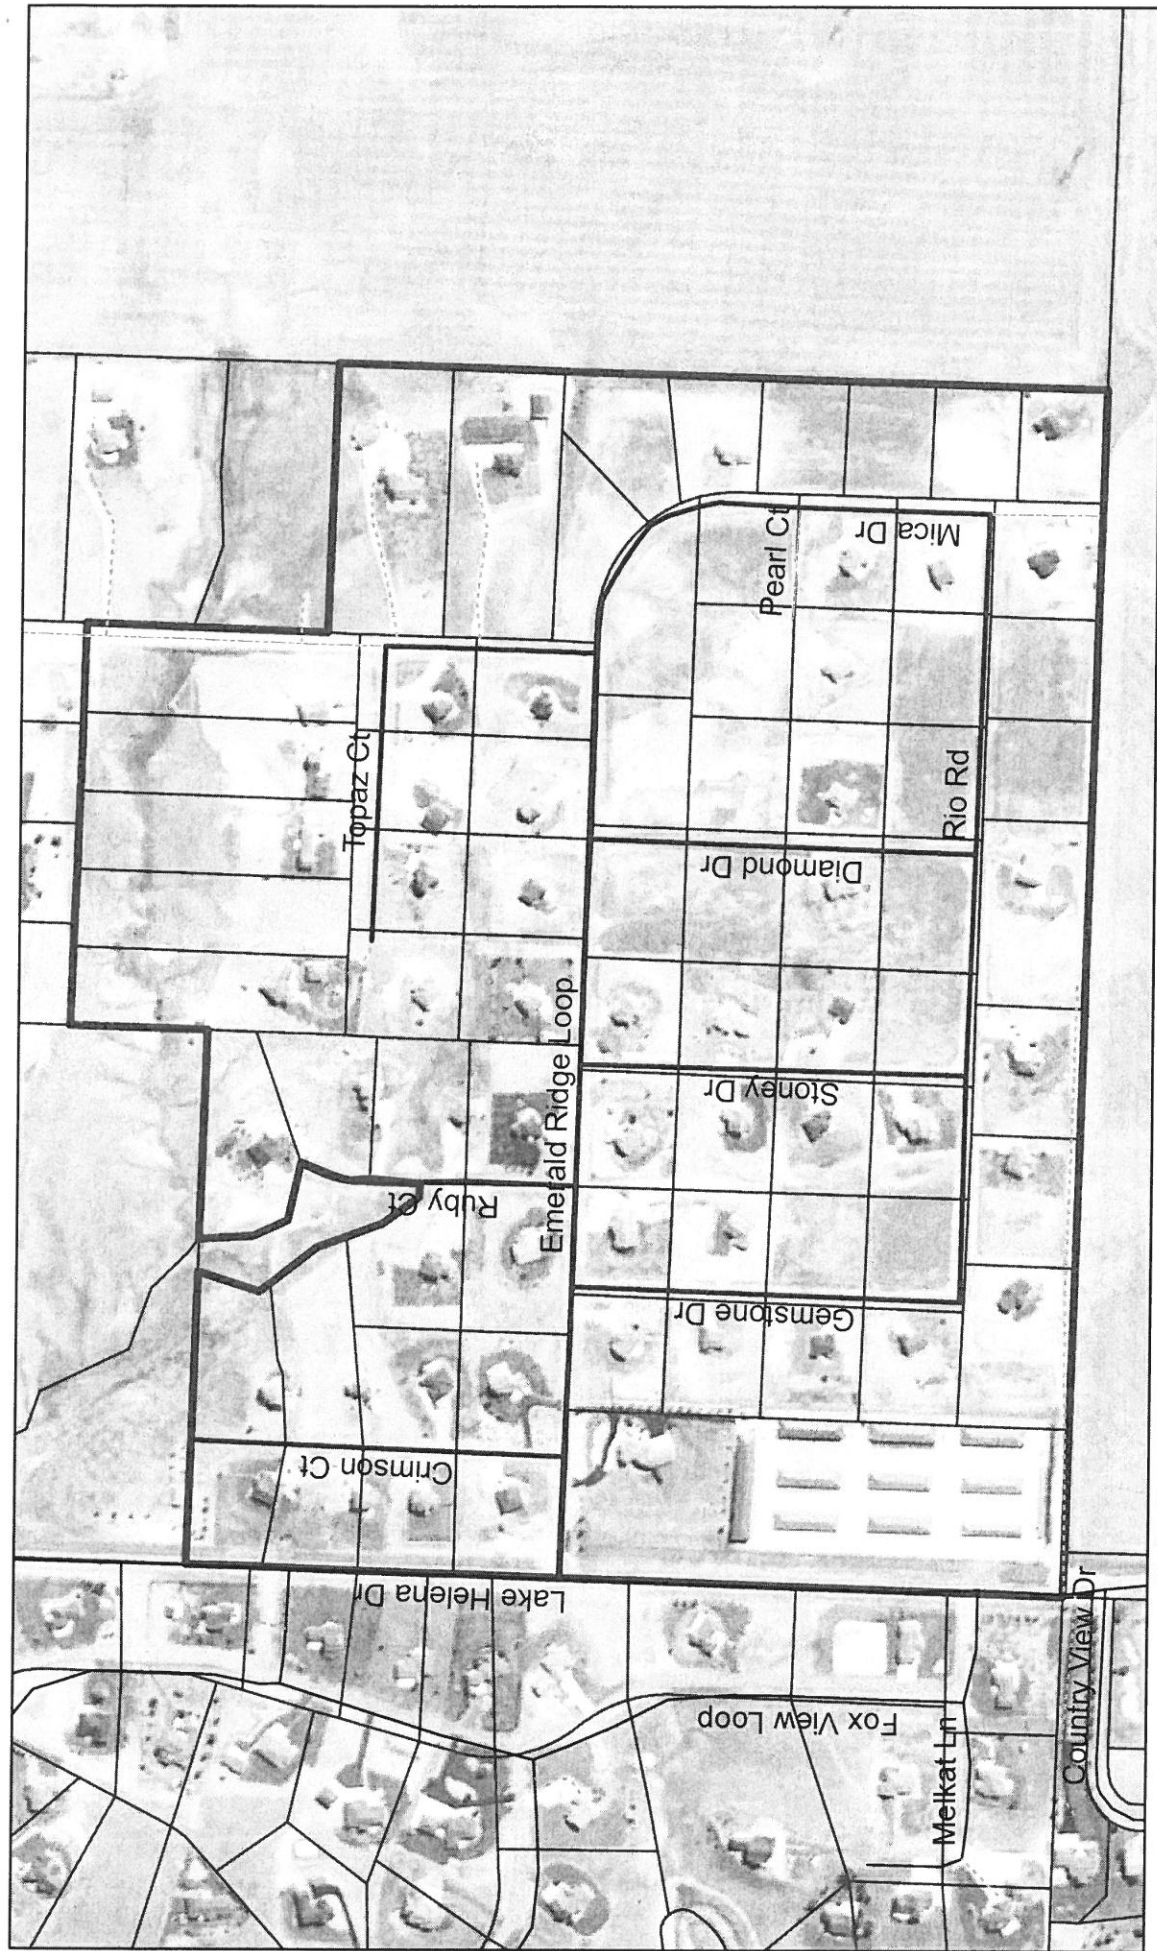 Topaz Ct
Pearl Ct
Mica Dr
Rio Rd
Diamond Dr
Emerald Ridge Loop
Stoney Dr
Ruby Ct
Gemstone Dr
Crimson Ct
Lake Helena Dr
Fox View Loop
Melkat Ln
Country View Dr